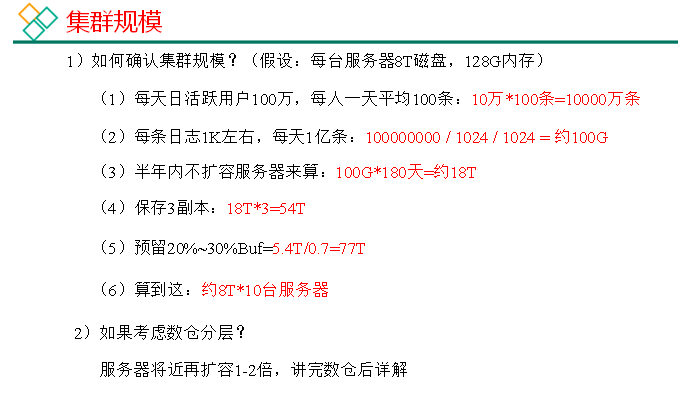 集群规模
1）如何确认集群规模？（假设：每台服务器8T磁盘，128G内存）
（1）每天日活跃用户100万，每人一天平均100条：10万*100条=10000万条
（2）每条日志1K左右，每天1亿条：100000000 / 1024 / 1024 = 约100G
（3）半年内不扩容服务器来算：100G*180天=约18T
（4）保存3副本：18T*3=54T
（5）预留20%~30%Buf=5.4T/0.7=77T
（6）算到这：约8T*10台服务器
2）如果考虑数仓分层？
服务器将近再扩容1-2倍，讲完数仓后详解